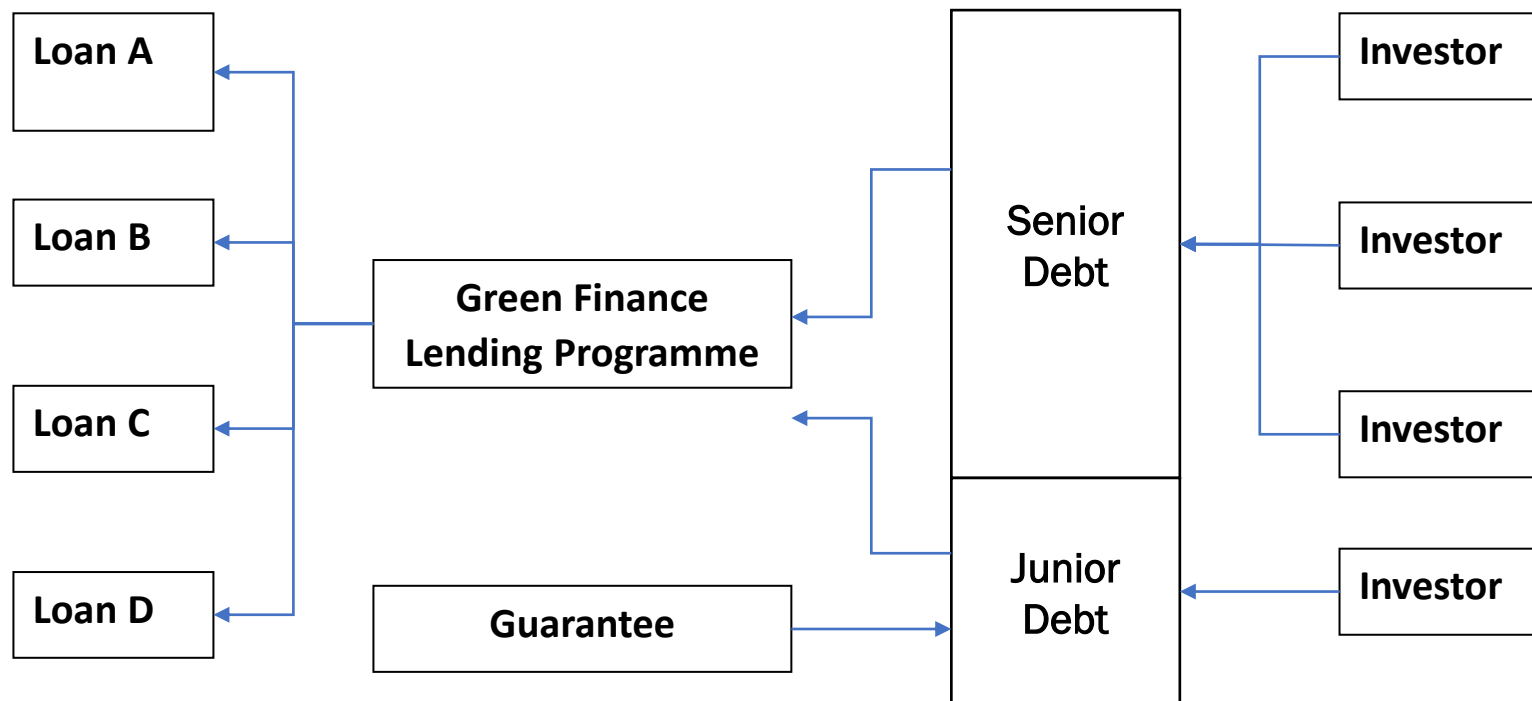 Loan A
Loan B
Loan C
Loan D
Green Finance
Lending Programme
Guarantee
Senior
Debt
Junior
Debt
Investor
Investor
Investor
Investor